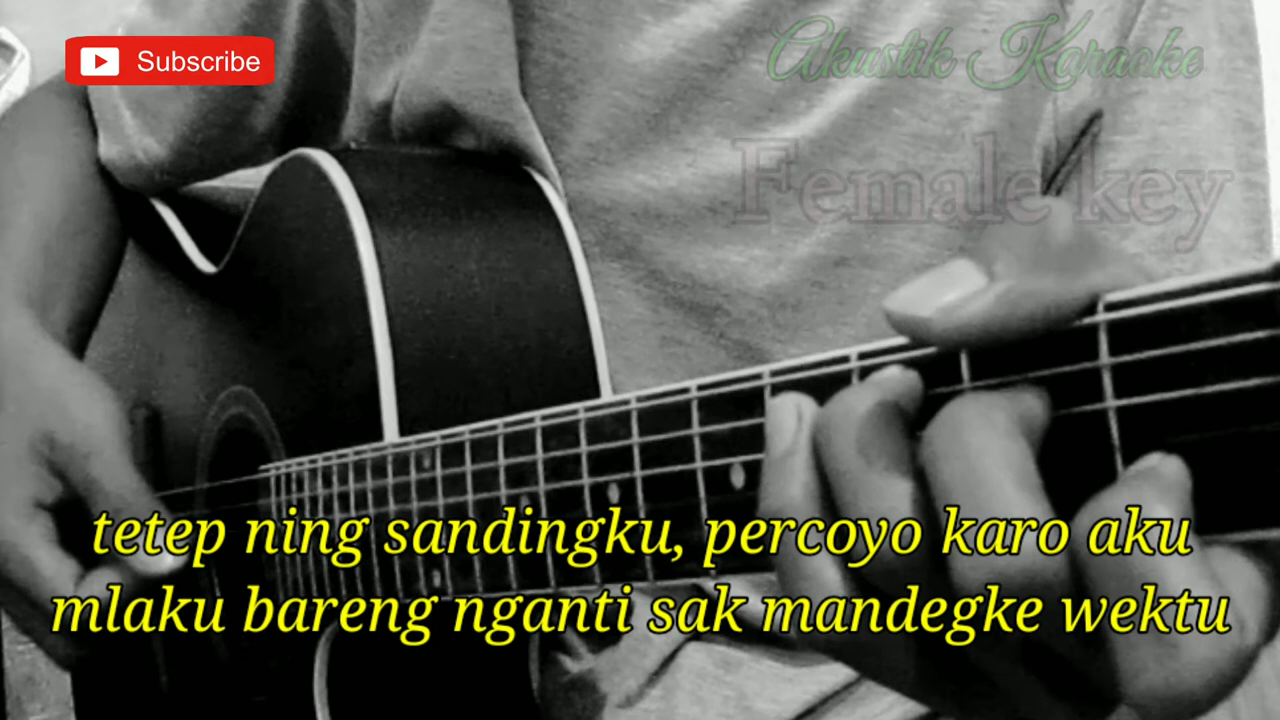 Subscribe
Akustik Karaoke
Female key
tetep ning sandingku, percoyo karo aku
mlaku bareng nganti sak mandegke wektu